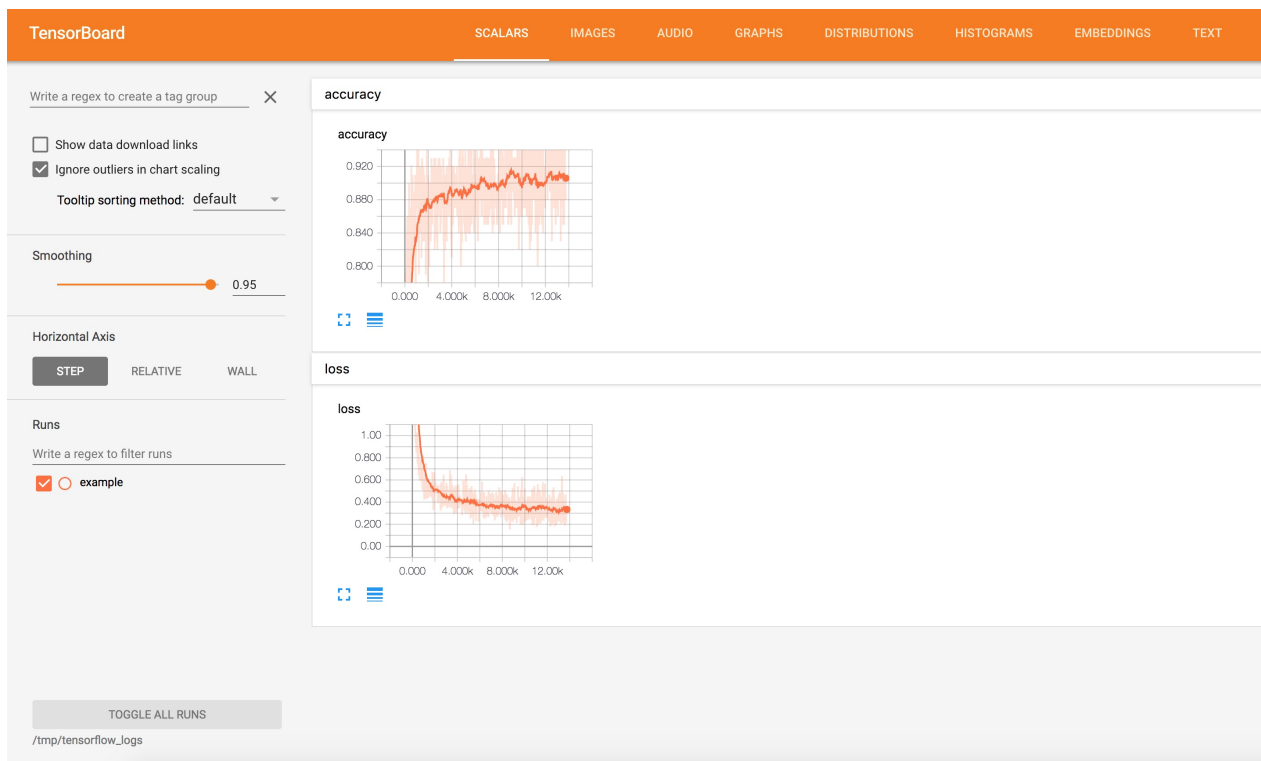 TensorBoard
SCALARS IMAGES AUDIO GRAPHS DISTRIBUTIONS HISTOGRAMS EMBEDDINGS TEXT
Write a regex to create a tag group
Show data download links
Ignore outliers in chart scaling
Tooltip sorting method: default
Smoothing
0.95
Horizontal Axis
STEP RELATIVE WALL
Runs
Write a regex to filter runs
example
TOGGLE ALL RUNS
/tmp/tensorflow_logs
accuracy
accuracy
0.920
0.880
0.840
0.800
0.000 4.000k 8.000k 12.00k
loss
loss
1.00
0.800
0.600
0.400
0.200
0.00
0.000 4.000k 8.000k 12.00k